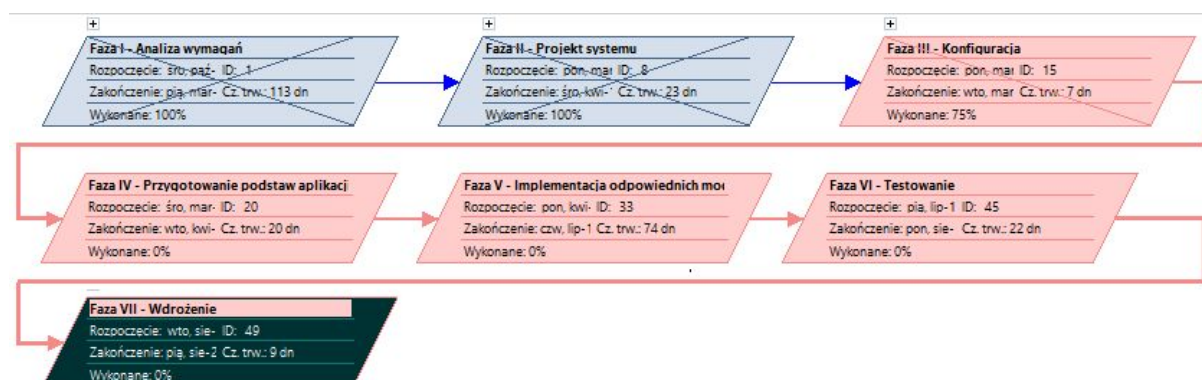 Faza I - Analiza wymagań
Rozpoczęcie: śro, paź- ID: 1
Zakończenie: pią, mar- Cz. trw.: 113 dn
Wykonane: 100%
Faza II - Projekt systemu
Rozpoczęcie: pon, mar ID: 8
Zakończenie: śro, kwi- Cz. trw.: 23 dn
Wykonane: 100%
Faza III - Konfiguracja
Rozpoczęcie: pon, mar ID: 15
Zakończenie: wto, mar Cz. trw.: 7 dn
Wykonane: 75%
Faza IV - Przygotowanie podstaw aplikacji
Rozpoczęcie: śro, mar- ID: 20
Zakończenie: wto, kwi- Cz. trw.: 20 dn
Wykonane: 0%
Faza V - Implementacja odpowiednich mod
Rozpoczęcie: pon, kwi- ID: 33
Zakończenie: czw, lip-1 Cz. trw.: 74 dn
Wykonane: 0%
Faza VI - Testowanie
Rozpoczęcie: pią, lip-1 ID: 45
Zakończenie: pon, sie- Cz. trw.: 22 dn
Wykonane: 0%
Faza VII - Wdrożenie
Rozpoczęcie: wto, sie- ID: 49
Zakończenie: pią, sie-2 Cz. trw.: 9 dn
Wykonane: 0%